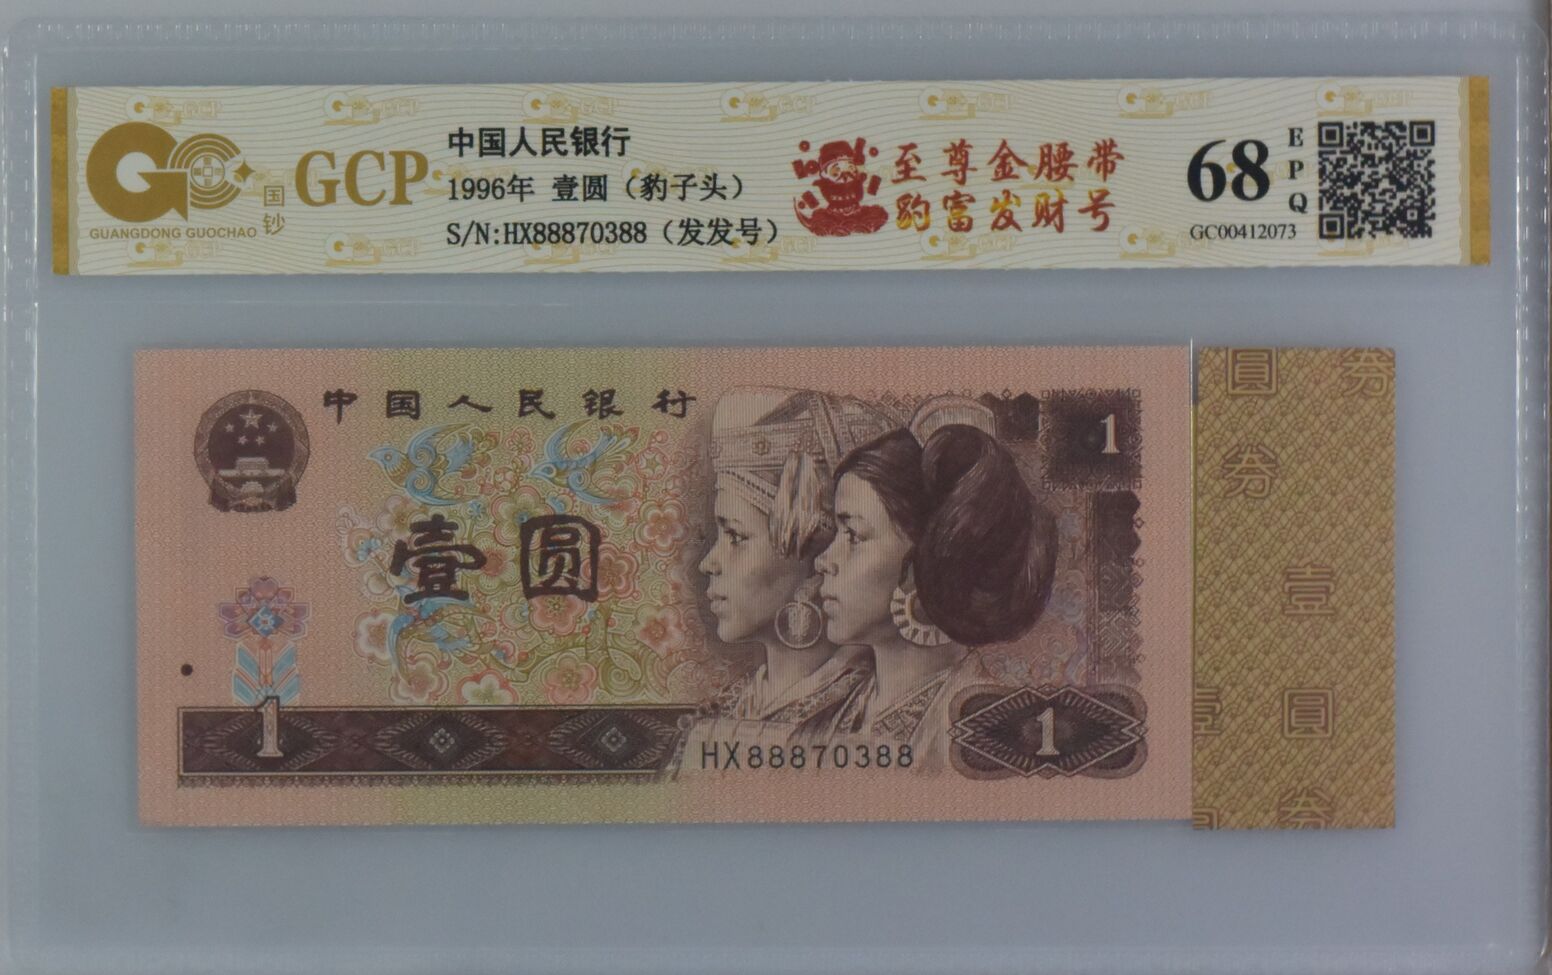 GUANGDONG GUOCHAO
国钞
GCP
中国人民银行
1996年 壹圆（豹子头）
S/N:HX88870388（发发号）
至尊金腰带
豹富发财号
68
EPQ
GC00412073
中国人民银行
1
壹圆
1
HX88870388
1
圆 券
券
壹
壹 圆
券